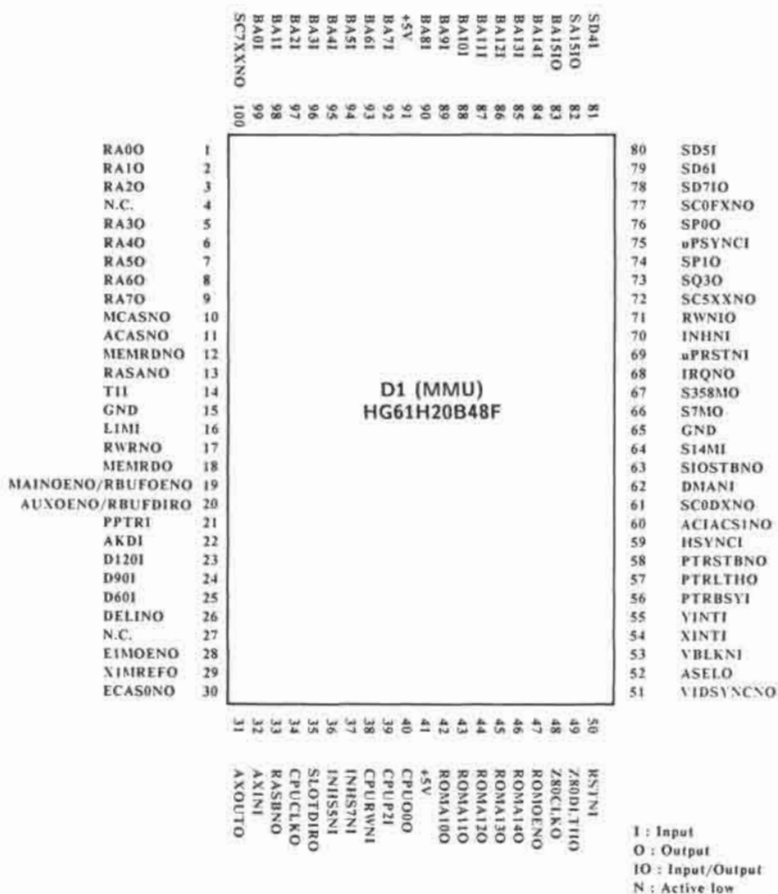 SC7XXNO BA0I BA1I BA2I BA3I BA4I BA5I BA6I BA7I +5V BA8I BA9I BA10I BA11I BA12I BA13I BA14I BA15IO SA15IO SD4I
100 99 98 97 96 95 94 93 92 91 90 89 88 87 86 85 84 83 82 81
RA0O 1 80 SD5I
RA1O 2 79 SD6I
RA2O 3 78 SD7IO
N.C. 4 77 SC0FXNO
RA3O 5 76 SP0O
RA4O 6 75 uPSYNCI
RA5O 7 74 SP1O
RA6O 8 73 SQ3O
RA7O 9 72 SC5XXNO
MCASNO 10 71 RWNIO
ACASNO 11 70 INHNI
MEMRDNO 12 69 uPRSTNI
RASANO 13 68 IRQNO
T1I 14 67 S358MO
GND 15 66 S7MO
L1MI 16 65 GND
RWRNO 17 64 S14MI
MEMRDO 18 63 SIOSTBNO
MAINOENO/RBUFOENO 19 62 DMANI
AUXOENO/RBUFDIRO 20 61 SC0DXNO
PPTRI 21 60 ACIACS1NO
AKDI 22 59 HSYNCI
D120I 23 58 PTRSTBNO
D90I 24 57 PTRLTHO
D60I 25 56 PTRBSYI
DELINO 26 55 YINTI
N.C. 27 54 XINTI
E1MOENO 28 53 VBLKNI
X1MREFO 29 52 ASELO
ECAS0NO 30 51 VIDSYNCNO
D1 (MMU)
HG61H20B48F
31 32 33 34 35 36 37 38 39 40 41 42 43 44 45 46 47 48 49 50
AXOUTO AXINI RASBNO CPUCLKO SLOTDIRO INHS5NI INHS7NI CPURWNI CPUP2I CPUO0O +5V ROMA10O ROMA11O ROMA12O ROMA13O ROMA14O ROMOENO Z80CLKO Z80DLTHO RSTNI
I : Input
O : Output
IO : Input/Output
N : Active low